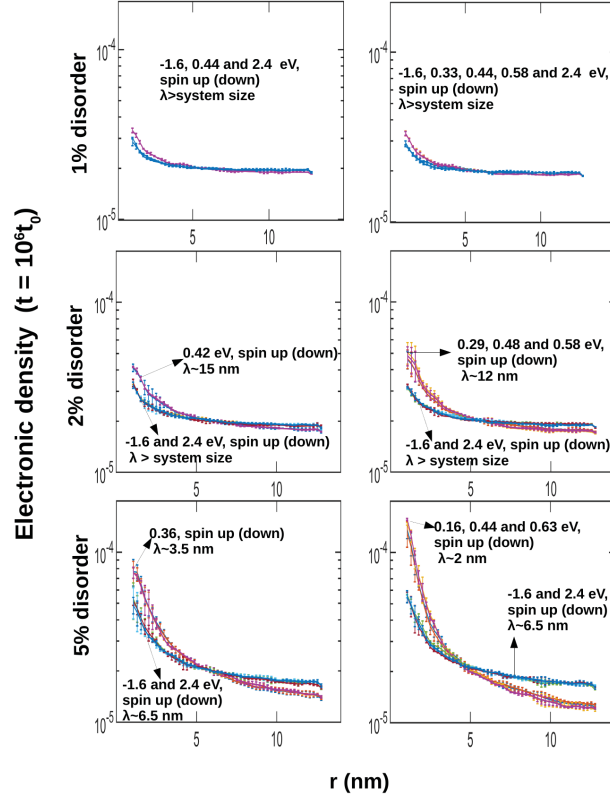 Electronic density (t = 10⁶t₀)
1% disorder
10⁻⁴
10⁻⁵
-1.6, 0.44 and 2.4 eV,
spin up (down)
λ>system size
5
10
10⁻⁴
10⁻⁵
-1.6, 0.33, 0.44, 0.58 and 2.4 eV,
spin up (down)
λ>system size
5
10
2% disorder
10⁻⁴
10⁻⁵
0.42 eV, spin up (down)
λ~15 nm
-1.6 and 2.4 eV, spin up (down)
λ > system size
5
10
10⁻⁴
10⁻⁵
0.29, 0.48 and 0.58 eV,
spin up (down)
λ~12 nm
-1.6 and 2.4 eV, spin up (down)
λ > system size
5
10
5% disorder
10⁻⁴
10⁻⁵
0.36, spin up (down)
λ~3.5 nm
-1.6 and 2.4 eV,
spin up (down)
λ~6.5 nm
5
10
10⁻⁴
10⁻⁵
0.16, 0.44 and 0.63 eV,
spin up (down)
λ~2 nm
-1.6 and 2.4 eV,
spin up (down)
λ~6.5 nm
5
10
r (nm)